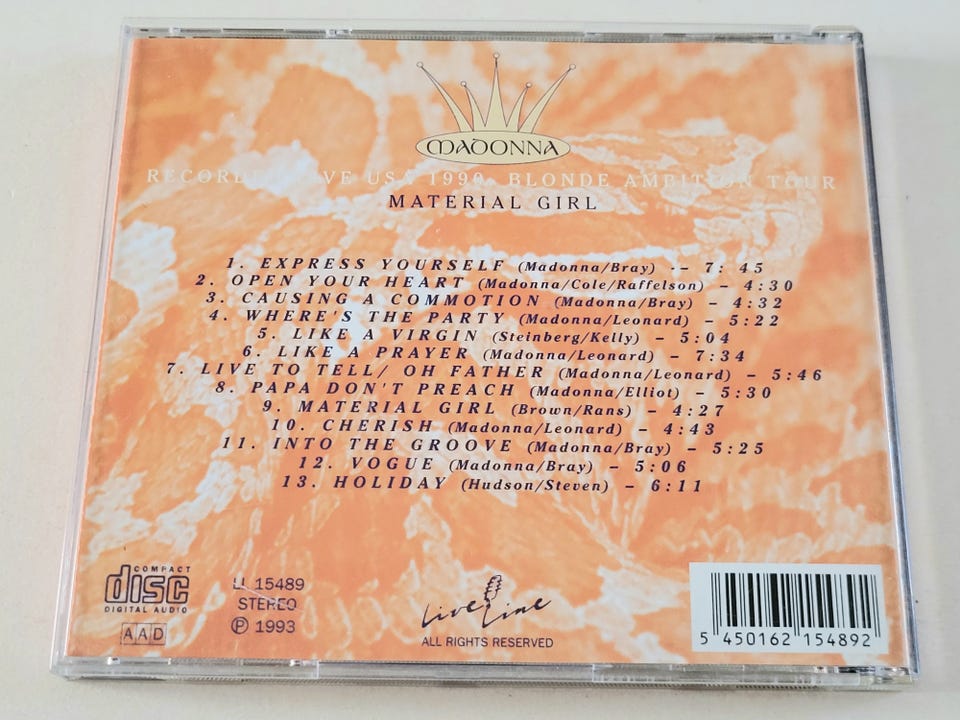 MADONNA
RECORDED LIVE USA 1990. BLONDE AMBITION TOUR
MATERIAL GIRL
1. EXPRESS YOURSELF (Madonna/Bray) -- 7: 45
2. OPEN YOUR HEART (Madonna/Cole/Raffelson) – 4:30
3. CAUSING A COMMOTION (Madonna/Bray) – 4:32
4. WHERE'S THE PARTY (Madonna/Leonard) – 5:22
5. LIKE A VIRGIN (Steinberg/Kelly) – 5:04
6. LIKE A PRAYER (Madonna/Leonard) – 7:34
7. LIVE TO TELL/ OH FATHER (Madonna/Leonard) – 5:46
8. PAPA DON'T PREACH (Madonna/Elliot) – 5:30
9. MATERIAL GIRL (Brown/Rans) – 4:27
10. CHERISH (Madonna/Leonard) – 4:43
11. INTO THE GROOVE (Madonna/Bray) – 5:25
12. VOGUE (Madonna/Bray) – 5:06
13. HOLIDAY (Hudson/Steven) – 6:11
COMPACT
disc
DIGITAL AUDIO
AAD
LL 15489
STEREO
℗ 1993
Live Line
ALL RIGHTS RESERVED
5 450162 154892